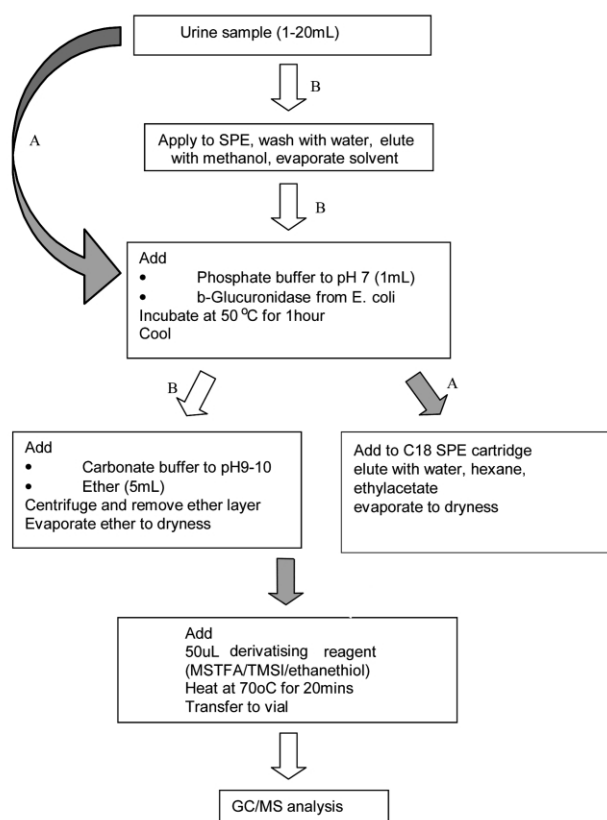 Urine sample (1-20mL)
B
A
Apply to SPE, wash with water, elute
with methanol, evaporate solvent
B
Add
• Phosphate buffer to pH 7 (1mL)
• b-Glucuronidase from E. coli
Incubate at 50 ⁰C for 1hour
Cool
B
A
Add
• Carbonate buffer to pH9-10
• Ether (5mL)
Centrifuge and remove ether layer
Evaporate ether to dryness
Add to C18 SPE cartridge
elute with water, hexane,
ethylacetate
evaporate to dryness
Add
50uL derivatising reagent
(MSTFA/TMSI/ethanethiol)
Heat at 70oC for 20mins
Transfer to vial
GC/MS analysis